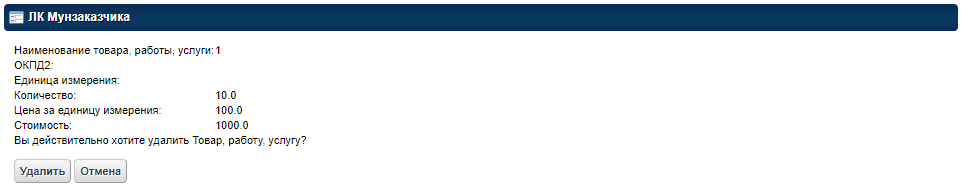 ЛК Мунзаказчика
Наименование товара, работы, услуги: 1
ОКПД2:
Единица измерения:
Количество: 10.0
Цена за единицу измерения: 100.0
Стоимость: 1000.0
Вы действительно хотите удалить Товар, работу, услугу?
Удалить Отмена